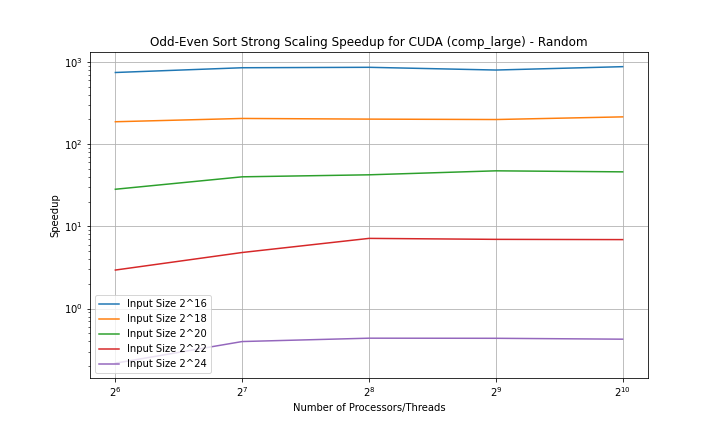 Odd-Even Sort Strong Scaling Speedup for CUDA (comp_large) - Random
Speedup
10³
10²
10¹
10⁰
Input Size 2^16
Input Size 2^18
Input Size 2^20
Input Size 2^22
Input Size 2^24
2⁶ 2⁷ 2⁸ 2⁹ 2¹⁰
Number of Processors/Threads